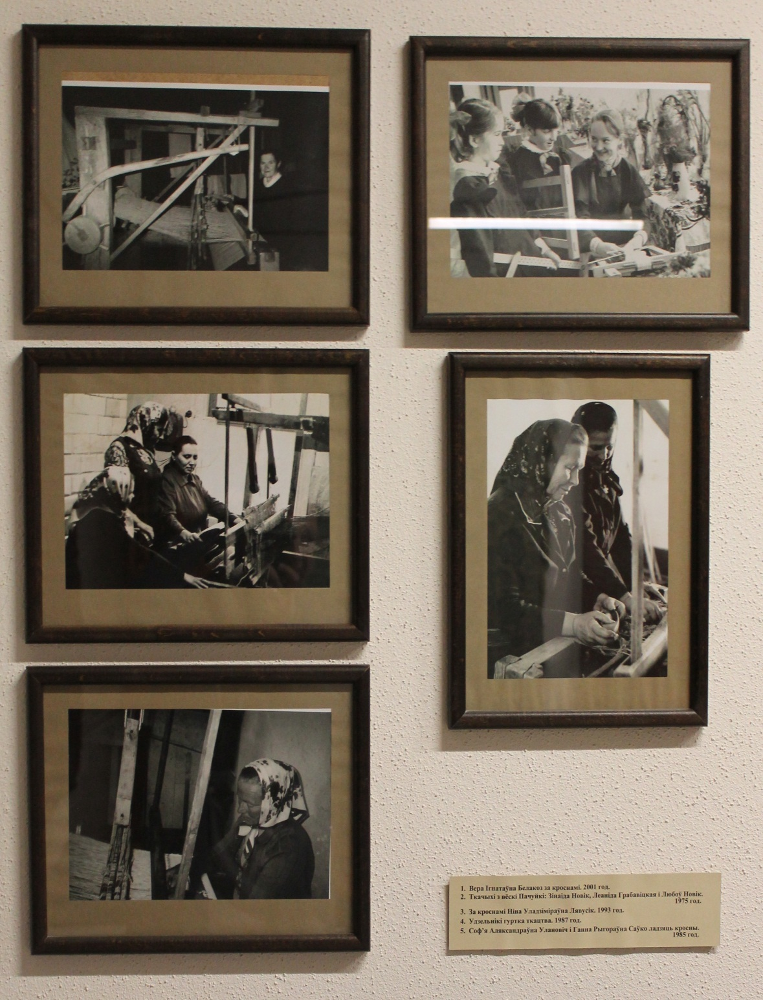 1. Вера Ігнатаўна Белакоз за кроснамі. 2001 год.
2. Ткачыхі з вёскі Пачуйкі: Зінаіда Новік, Леаніда Грабавіцкая і Любоў Новік.
1975 год.
3. За кроснамі Ніна Уладзіміраўна Лявусік. 1993 год.
4. Удзельнікі гуртка ткацтва. 1987 год.
5. Соф'я Аляксандраўна Улановіч і Ганна Рыгораўна Саўко ладзяць кросны.
1985 год.